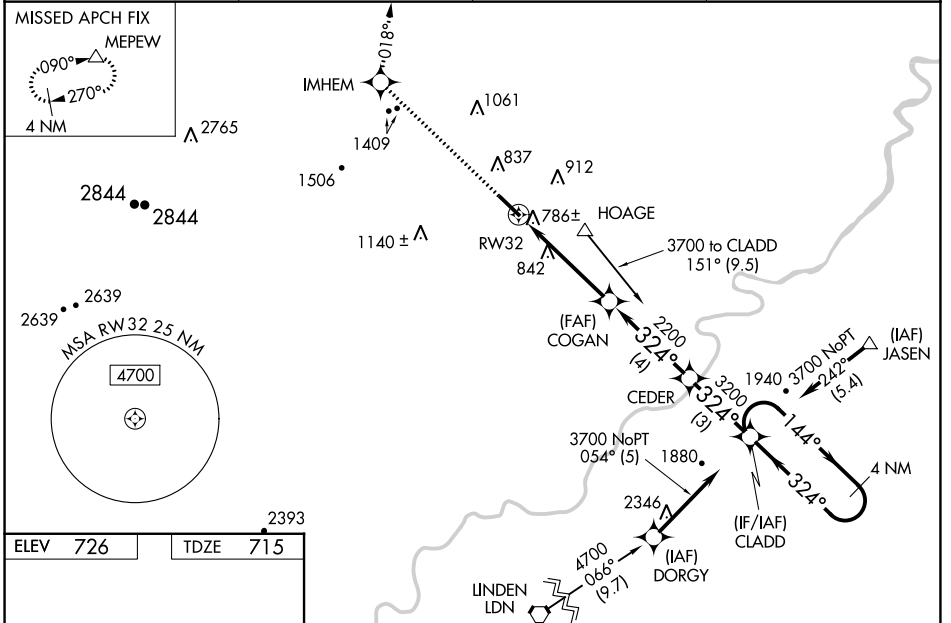 MISSED APCH FIX
MEPEW
090°
270°
4 NM
018°
IMHEM
1061
2765
1409
837
912
1506
2844
2844
786±
HOAGE
1140 ±
RW32
842
3700 to CLADD
151° (9.5)
2639
2639
(FAF)
COGAN
2200
324°
(4)
MSA RW32 25 NM
4700
(IAF)
JASEN
3700 NoPT
242°
(5.4)
1940
CEDER
3200
324°
(3)
144°
3700 NoPT
054° (5)
1880
4 NM
324°
2346
(IF/IAF)
CLADD
2393
ELEV 726
TDZE 715
4700
066°
(9.7)
(IAF)
DORGY
LINDEN
LDN